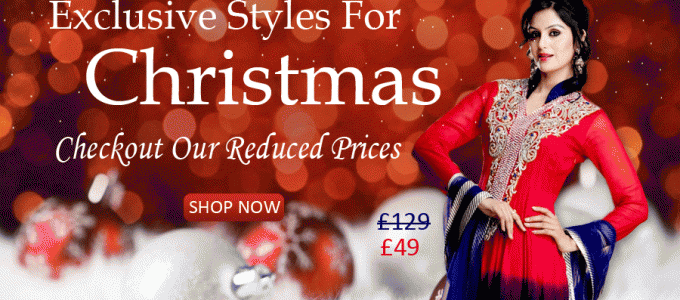 Exclusive Styles For
Christmas
Checkout Our Reduced Prices
SHOP NOW
£129
£49